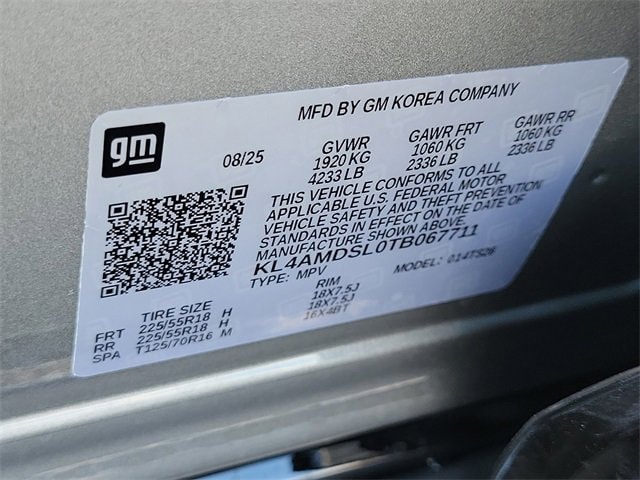 MFD BY GM KOREA COMPANY
gm
08/25 GVWR GAWR FRT GAWR RR
1920 KG 1060 KG 1060 KG
4233 LB 2336 LB 2336 LB
THIS VEHICLE CONFORMS TO ALL
APPLICABLE U.S. FEDERAL MOTOR
VEHICLE SAFETY AND THEFT PREVENTION
STANDARDS IN EFFECT ON THE DATE OF
MANUFACTURE SHOWN ABOVE.
KL4AMDSL0TB067711
TYPE: MPV MODEL: 014TS26
TIRE SIZE RIM
FRT 225/55R18 H 18X7.5J
RR 225/55R18 H 18X7.5J
SPA T125/70R16 M 16X4BT